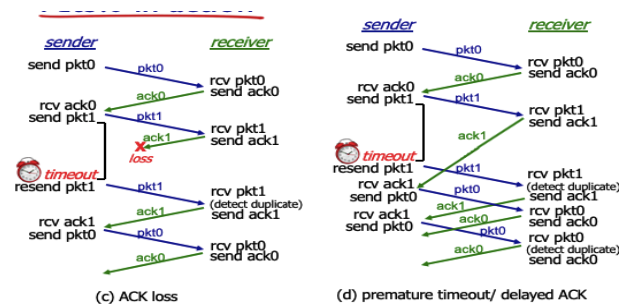 sender
receiver
send pkt0
pkt0
rcv pkt0
send ack0
ack0
rcv ack0
send pkt1
pkt1
rcv pkt1
send ack1
ack1
loss
timeout
resend pkt1
pkt1
rcv pkt1
(detect duplicate)
send ack1
ack1
rcv ack1
send pkt0
pkt0
rcv pkt0
send ack0
ack0
(c) ACK loss
sender
receiver
send pkt0
pkt0
rcv pkt0
send ack0
ack0
rcv ack0
send pkt1
pkt1
rcv pkt1
send ack1
ack1
timeout
resend pkt1
pkt1
rcv pkt1
(detect duplicate)
send ack1
rcv ack1
send pkt0
pkt0
ack1
rcv pkt0
send ack0
ack0
rcv ack1
send pkt0
pkt0
rcv pkt0
(detect duplicate)
send ack0
ack0
(d) premature timeout/ delayed ACK